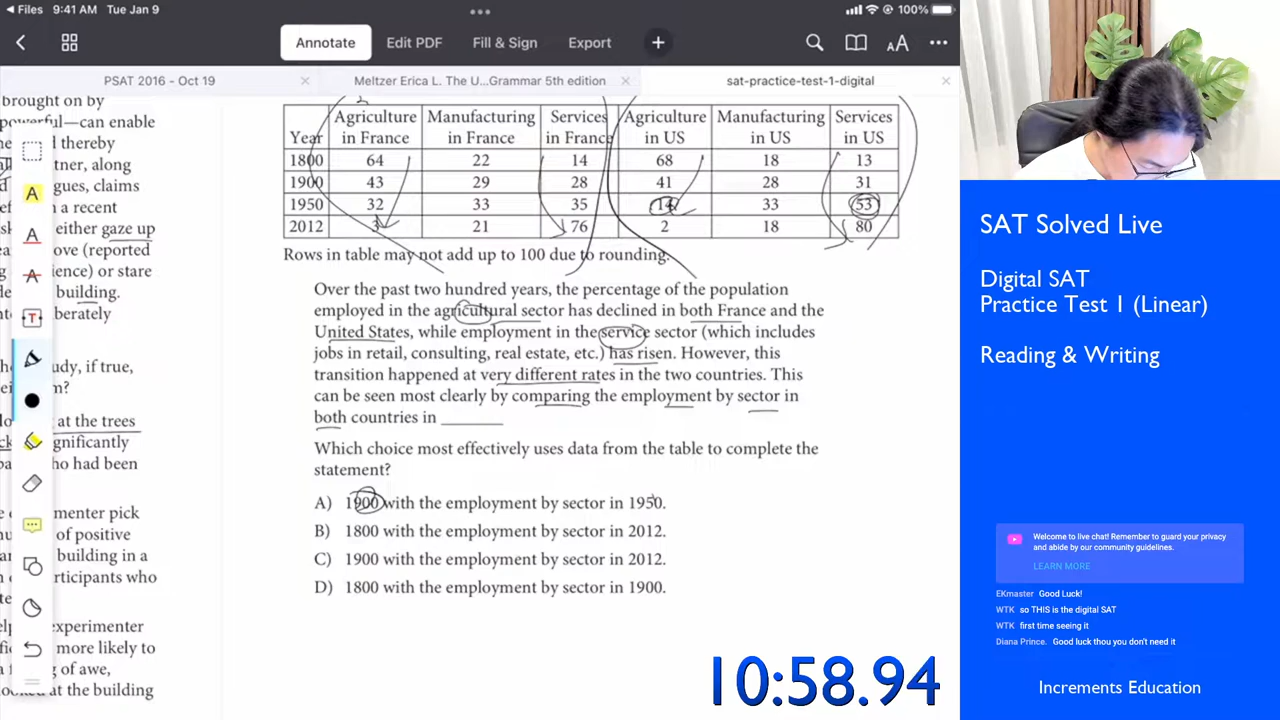 Files 9:41 AM Tue Jan 9 100%
Annotate Edit PDF Fill & Sign Export
PSAT 2016 - Oct 19 Meltzer Erica L. The U...Grammar 5th edition sat-practice-test-1-digital
brought on by
powerful—can enable
thereby
tner, along
gues, claims
n a recent
either gaze up
ove (reported
ience) or stare
building.
berately
udy, if true,
at the trees
gnificantly
ho had been
menter pick
of positive
building in a
rticipants who
experimenter
more likely to
g of awe,
at the building
Year Agriculture in France Manufacturing in France Services in France Agriculture in US Manufacturing in US Services in US
1800 64 22 14 68 18 13
1900 43 29 28 41 28 31
1950 32 33 35 14 33 53
2012 3 21 76 2 18 80
Rows in table may not add up to 100 due to rounding.
Over the past two hundred years, the percentage of the population
employed in the agricultural sector has declined in both France and the
United States, while employment in the service sector (which includes
jobs in retail, consulting, real estate, etc.) has risen. However, this
transition happened at very different rates in the two countries. This
can be seen most clearly by comparing the employment by sector in
both countries in ______
Which choice most effectively uses data from the table to complete the
statement?
A) 1900 with the employment by sector in 1950.
B) 1800 with the employment by sector in 2012.
C) 1900 with the employment by sector in 2012.
D) 1800 with the employment by sector in 1900.
10:58.94
SAT Solved Live
Digital SAT
Practice Test 1 (Linear)
Reading & Writing
Welcome to live chat! Remember to guard your privacy
and abide by our community guidelines.
LEARN MORE
EKmaster Good Luck!
WTK so THIS is the digital SAT
WTK first time seeing it
Diana Prince. Good luck thou you don't need it
Increments Education